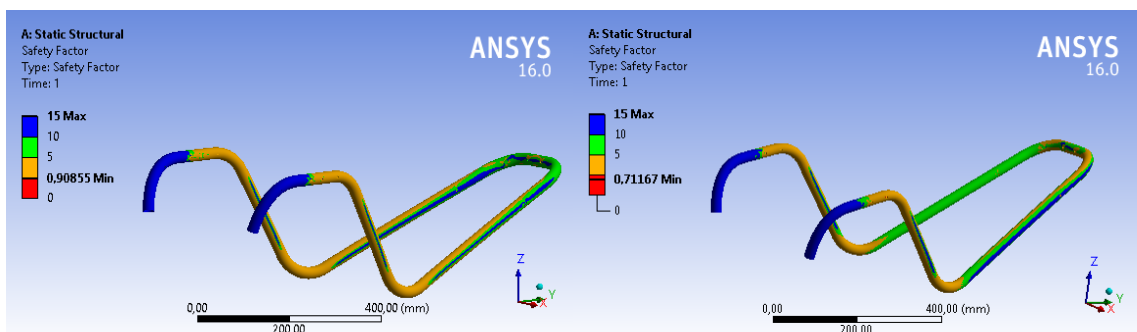 A: Static Structural
Safety Factor
Type: Safety Factor
Time: 1
ANSYS
16.0
15 Max
10
5
0,90855 Min
0
Z
Y
X
0,00
400,00 (mm)
200,00
A: Static Structural
Safety Factor
Type: Safety Factor
Time: 1
ANSYS
16.0
15 Max
10
5
0,71167 Min
0
Z
Y
X
0,00
400,00 (mm)
200,00